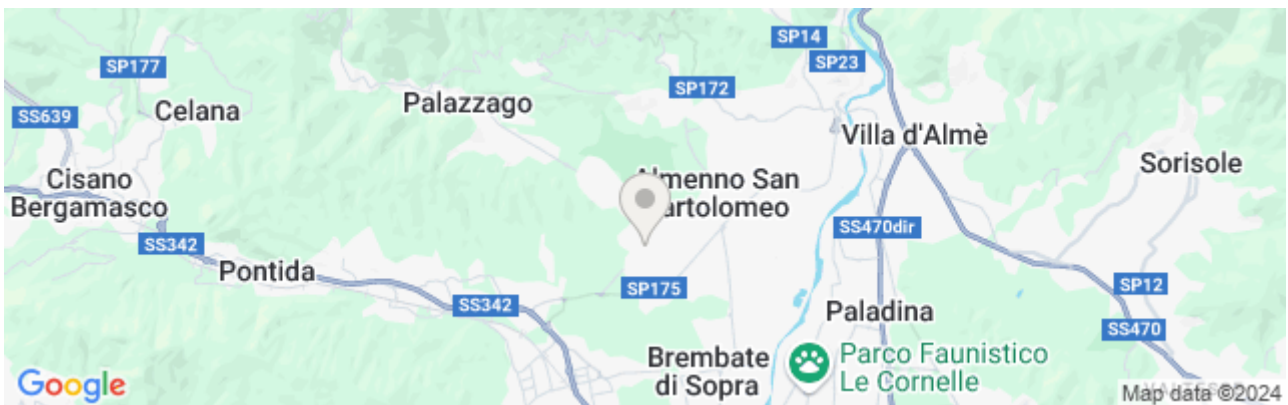 SP14
SP177
SP23
SP172
Palazzago
Celana
SS639
Villa d'Almè
Sorisole
Cisano
Bergamasco
Almenno San
Bartolomeo
SS470dir
SS342
Pontida
SP175
SP12
SS342
Paladina
SS470
Brembate
di Sopra
Parco Faunistico
Le Cornelle
Google
Map data ©2024